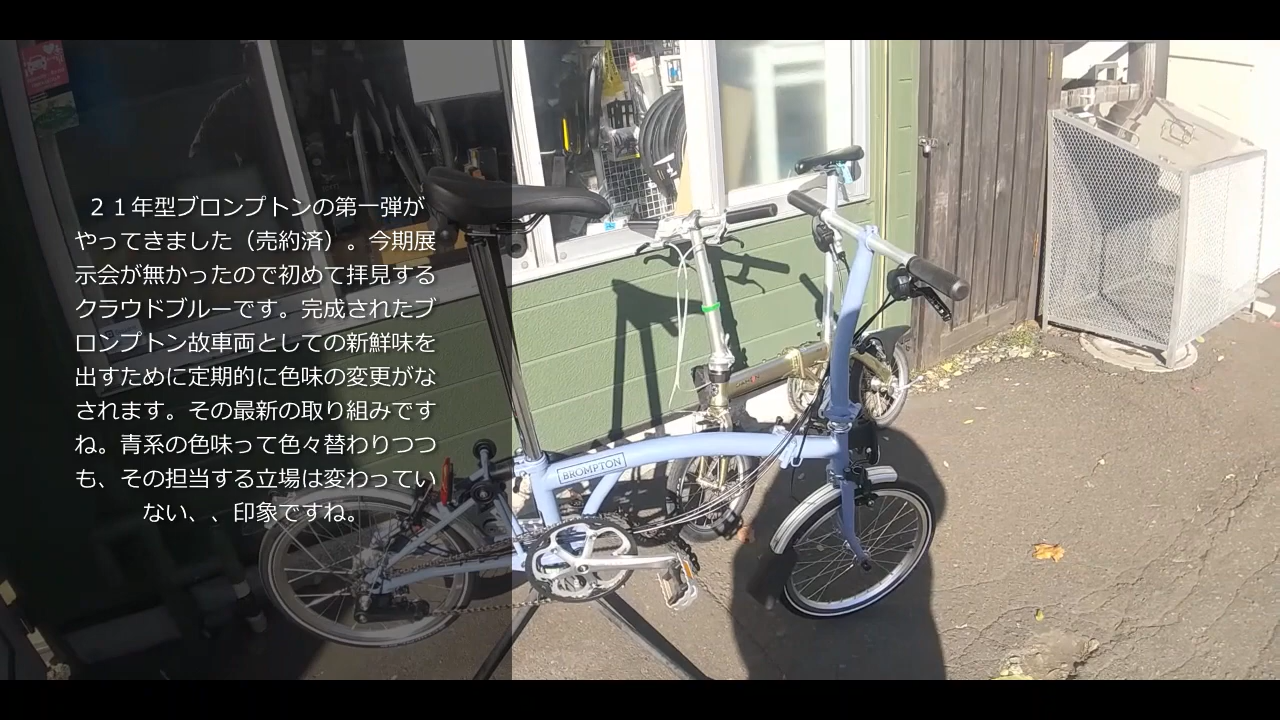 ２１年型ブロンプトンの第一弾が
やってきました（売約済）。今期展
示会が無かったので初めて拝見する
クラウドブルーです。完成されたブ
ロンプトン故車両としての新鮮味を
出すために定期的に色味の変更がな
されます。その最新の取り組みです
ね。青系の色味って色々替わりつつ
も、その担当する立場は変わってい
ない、、印象ですね。
BROMPTON